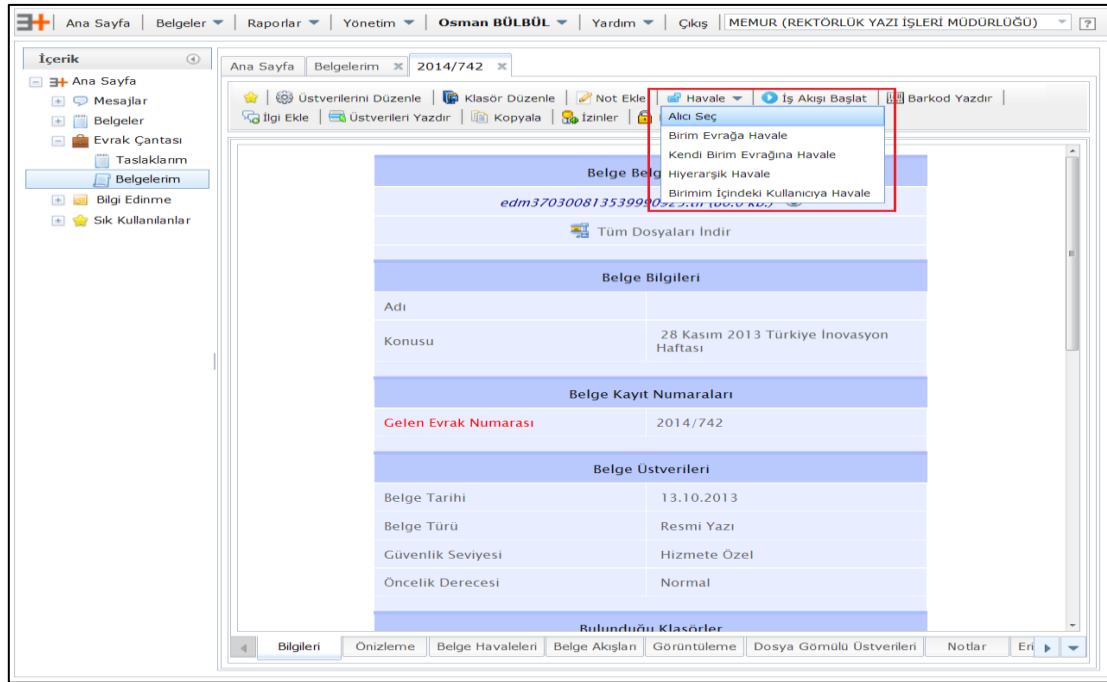 Ana Sayfa Belgeler Raporlar Yönetim Osman BÜLBÜL Yardım Çıkış MEMUR (REKTÖRLÜK YAZI İŞLERİ MÜDÜRLÜĞÜ) ?
İçerik
Ana Sayfa
Mesajlar
Belgeler
Evrak Çantası
Taslaklarım
Belgelerim
Bilgi Edinme
Sık Kullanılanlar
Ana Sayfa Belgelerim 2014/742
Üstverilerini Düzenle Klasör Düzenle Not Ekle Havale İş Akışı Başlat Barkod Yazdır
İlgi Ekle Üstverileri Yazdır Kopyala İzinler
Alıcı Seç
Birim Evrağa Havale
Kendi Birim Evrağına Havale
Hiyerarşik Havale
Birimim İçindeki Kullanıcıya Havale
Belge
Tüm Dosyaları İndir
Belge Bilgileri
Adı
Konusu 28 Kasım 2013 Türkiye İnovasyon
Haftası
Belge Kayıt Numaraları
Gelen Evrak Numarası 2014/742
Belge Üstverileri
Belge Tarihi 13.10.2013
Belge Türü Resmi Yazı
Güvenlik Seviyesi Hizmete Özel
Öncelik Derecesi Normal
Bulunduğu Klasörler
Bilgileri Önizleme Belge Havaleleri Belge Akışları Görüntüleme Dosya Gömülü Üstverileri Notlar Eri